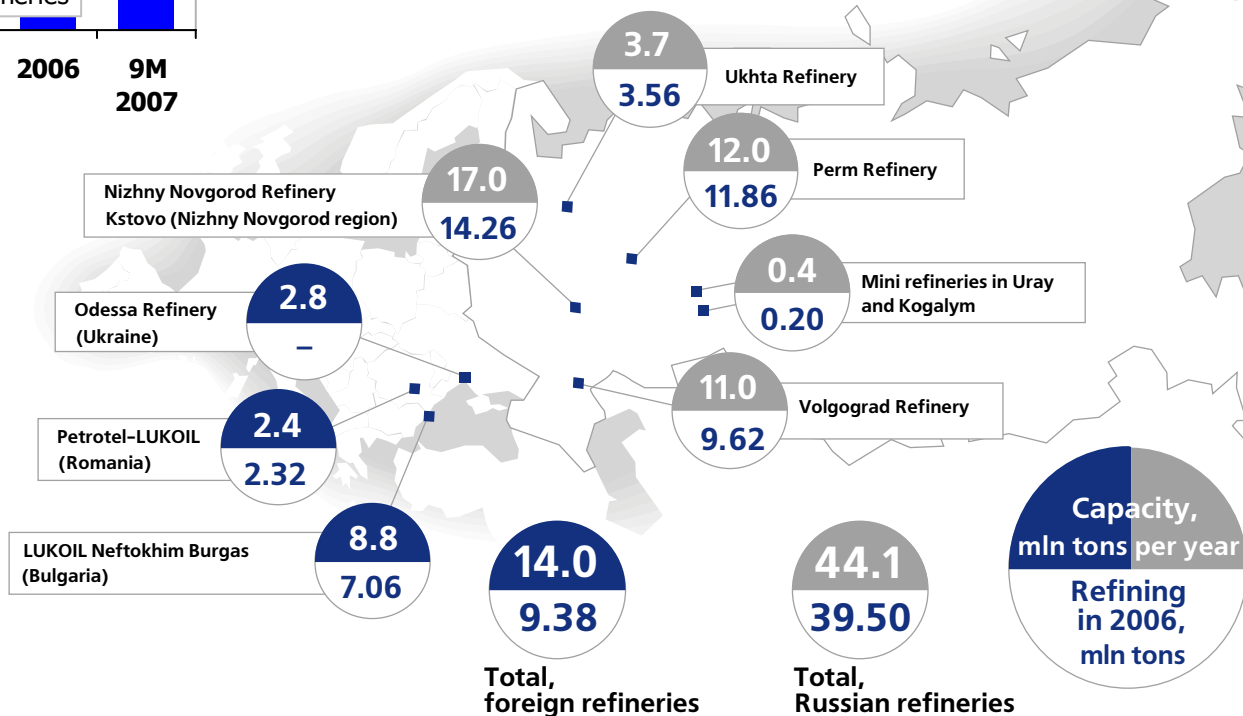 2006
9M
2007
3.7
3.56
Ukhta Refinery
12.0
11.86
Perm Refinery
Nizhny Novgorod Refinery
Kstovo (Nizhny Novgorod region)
17.0
14.26
0.4
0.20
Mini refineries in Uray
and Kogalym
Odessa Refinery
(Ukraine)
2.8
–
11.0
9.62
Volgograd Refinery
Petrotel–LUKOIL
(Romania)
2.4
2.32
LUKOIL Neftokhim Burgas
(Bulgaria)
8.8
7.06
14.0
9.38
Total,
foreign refineries
44.1
39.50
Total,
Russian refineries
Capacity,
mln tons per year
Refining
in 2006,
mln tons